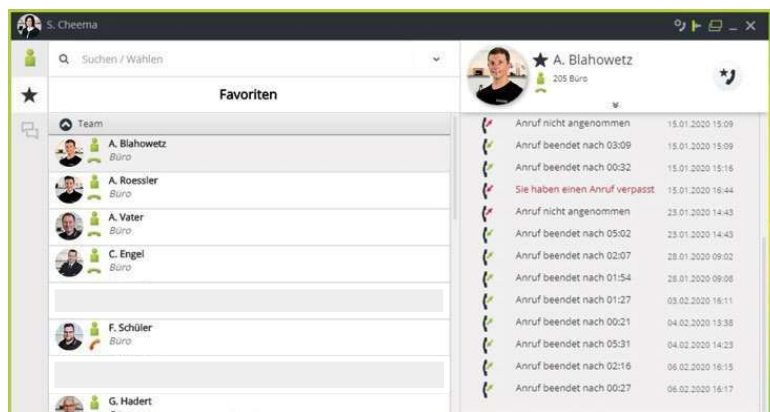 S. Cheema
Suchen / Wählen
Favoriten
Team
A. Blahowetz
Büro
A. Roessler
Büro
A. Vater
Büro
C. Engel
Büro
F. Schüler
Büro
G. Hadert
A. Blahowetz
205 Büro
Anruf nicht angenommen 15.01.2020 15:09
Anruf beendet nach 03:09 15.01.2020 15:09
Anruf beendet nach 00:32 15.01.2020 15:16
Sie haben einen Anruf verpasst 15.01.2020 16:44
Anruf nicht angenommen 23.01.2020 14:43
Anruf beendet nach 05:02 23.01.2020 14:43
Anruf beendet nach 02:07 28.01.2020 09:02
Anruf beendet nach 01:54 28.01.2020 09:08
Anruf beendet nach 01:27 03.02.2020 16:11
Anruf beendet nach 00:21 04.02.2020 13:38
Anruf beendet nach 05:31 04.02.2020 14:23
Anruf beendet nach 02:16 06.02.2020 16:15
Anruf beendet nach 00:27 06.02.2020 16:17